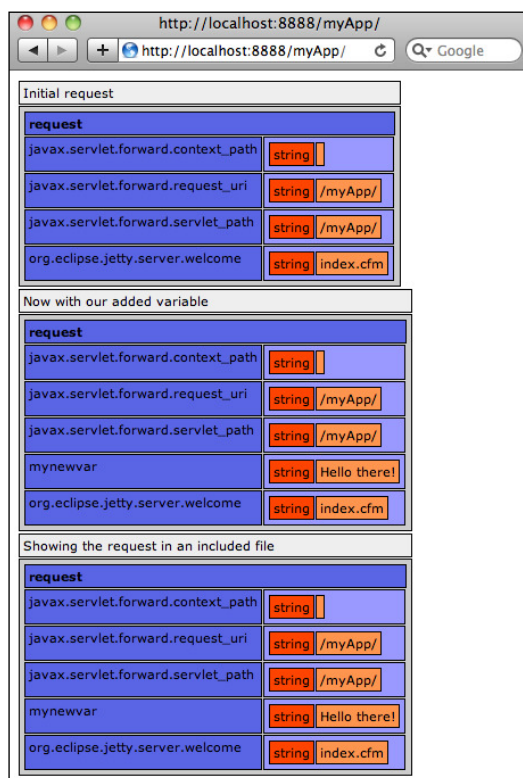 http://localhost:8888/myApp/
http://localhost:8888/myApp/ Google
Initial request
request
javax.servlet.forward.context_path string
javax.servlet.forward.request_uri string /myApp/
javax.servlet.forward.servlet_path string /myApp/
org.eclipse.jetty.server.welcome string index.cfm
Now with our added variable
request
javax.servlet.forward.context_path string
javax.servlet.forward.request_uri string /myApp/
javax.servlet.forward.servlet_path string /myApp/
mynewvar string Hello there!
org.eclipse.jetty.server.welcome string index.cfm
Showing the request in an included file
request
javax.servlet.forward.context_path string
javax.servlet.forward.request_uri string /myApp/
javax.servlet.forward.servlet_path string /myApp/
mynewvar string Hello there!
org.eclipse.jetty.server.welcome string index.cfm